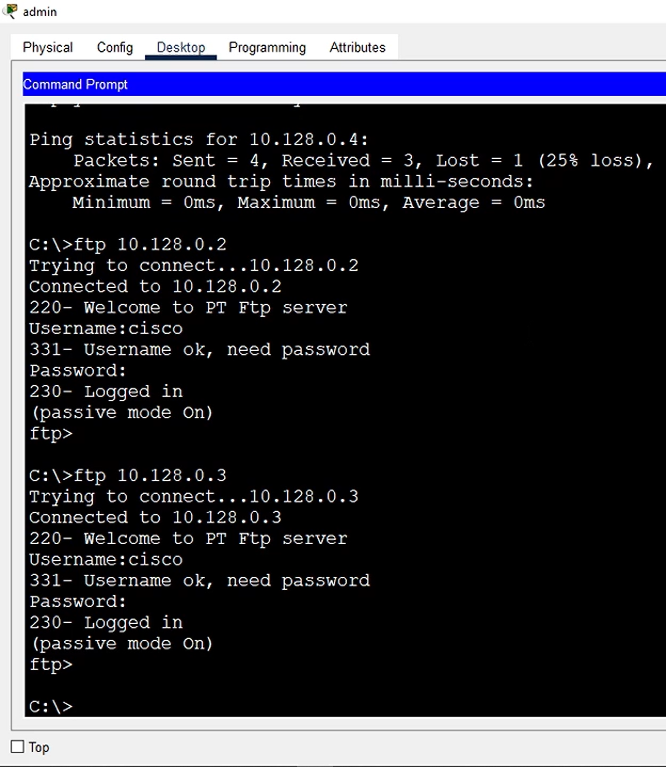 admin
Physical Config Desktop Programming Attributes
Command Prompt
Ping statistics for 10.128.0.4:
Packets: Sent = 4, Received = 3, Lost = 1 (25% loss),
Approximate round trip times in milli-seconds:
Minimum = 0ms, Maximum = 0ms, Average = 0ms
C:\>ftp 10.128.0.2
Trying to connect...10.128.0.2
Connected to 10.128.0.2
220- Welcome to PT Ftp server
Username:cisco
331- Username ok, need password
Password:
230- Logged in
(passive mode On)
ftp>
C:\>ftp 10.128.0.3
Trying to connect...10.128.0.3
Connected to 10.128.0.3
220- Welcome to PT Ftp server
Username:cisco
331- Username ok, need password
Password:
230- Logged in
(passive mode On)
ftp>
C:\>
Top